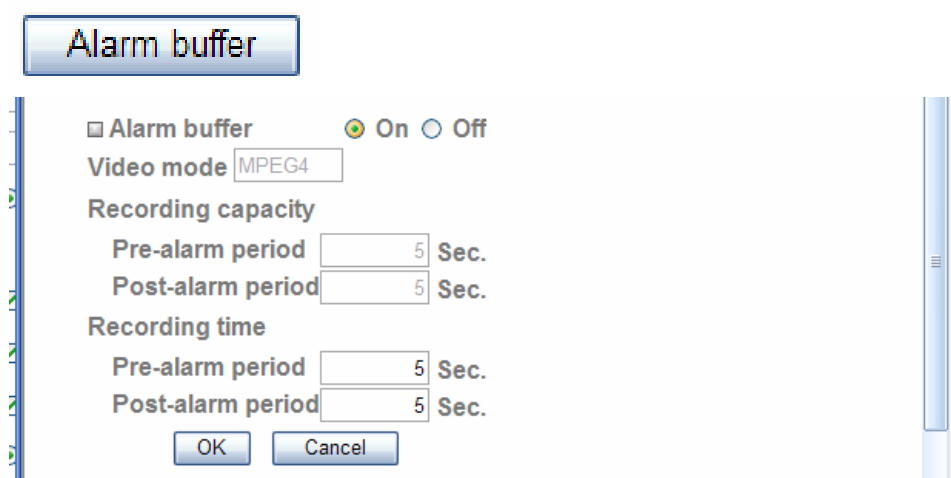 Alarm buffer
Alarm buffer On Off
Video mode MPEG4
Recording capacity
Pre-alarm period 5 Sec.
Post-alarm period 5 Sec.
Recording time
Pre-alarm period 5 Sec.
Post-alarm period 5 Sec.
OK Cancel